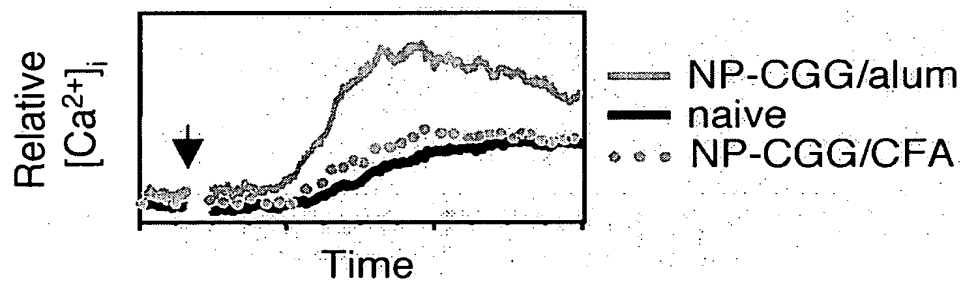 Relative
[Ca²⁺]ᵢ
NP-CGG/alum
naive
NP-CGG/CFA
Time